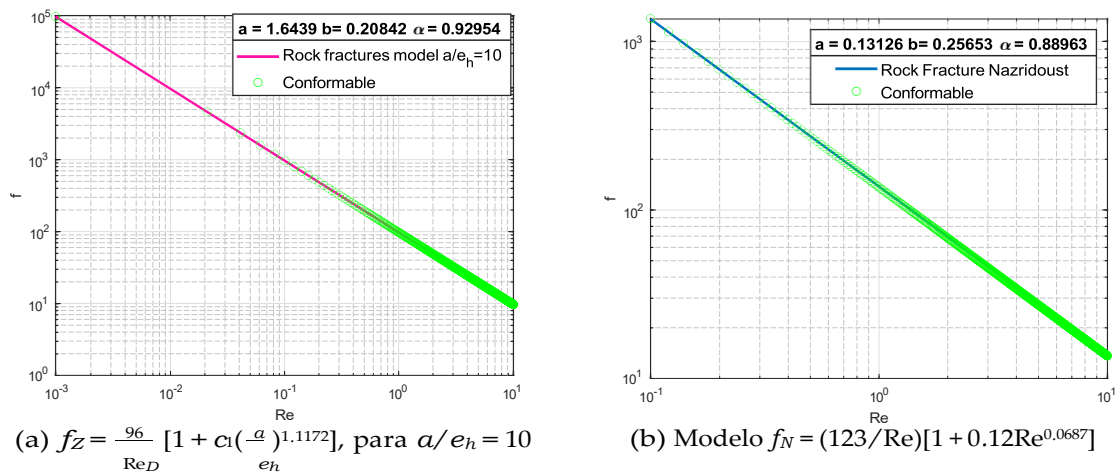 a = 1.6439 b= 0.20842 α = 0.92954
Rock fractures model a/e_h=10
Conformable
10^5
10^4
10^3
10^2
10^1
10^0
f
10^-3
10^-2
10^-1
10^0
10^1
Re
(a) f_Z = 96/Re_D [1 + c_1(a/e_h)^1.1172], para a/e_h = 10
a = 0.13126 b= 0.25653 α = 0.88963
Rock Fracture Nazridoust
Conformable
10^3
10^2
10^1
f
10^-1
10^0
10^1
Re
(b) Modelo f_N = (123/Re)[1 + 0.12Re^0.0687]